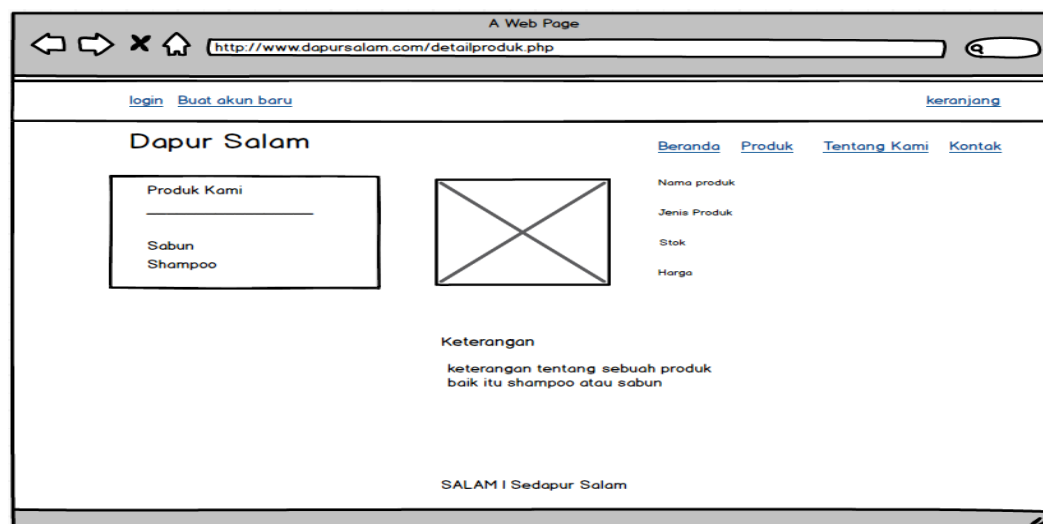 A Web Page
http://www.dapursalam.com/detailproduk.php
login Buat akun baru keranjang
Dapur Salam
Beranda Produk Tentang Kami Kontak
Produk Kami
Sabun
Shampoo
Nama produk
Jenis Produk
Stok
Harga
Keterangan
keterangan tentang sebuah produk
baik itu shampoo atau sabun
SALAM | Sedapur Salam